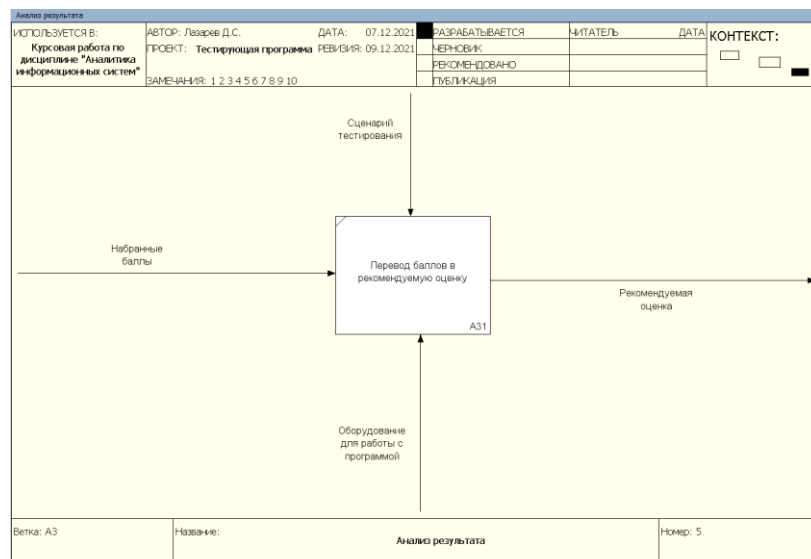 Анализ результата
ИСПОЛЬЗУЕТСЯ В:
Курсовая работа по
дисциплине "Аналитика
информационных систем"
АВТОР: Лазарев Д.С.
ДАТА: 07.12.2021
ПРОЕКТ: Тестирующая программа
РЕВИЗИЯ: 09.12.2021
ЗАМЕЧАНИЯ: 1 2 3 4 5 6 7 8 9 10
РАЗРАБАТЫВАЕТСЯ
ЧЕРНОВИК
РЕКОМЕНДОВАНО
ПУБЛИКАЦИЯ
ЧИТАТЕЛЬ
ДАТА
КОНТЕКСТ:
Сценарий
тестирования
Набранные
баллы
Перевод баллов в
рекомендуемую оценку
A31
Рекомендуемая
оценка
Оборудование
для работы с
программой
Ветка: A3
Название:
Анализ результата
Номер: 5